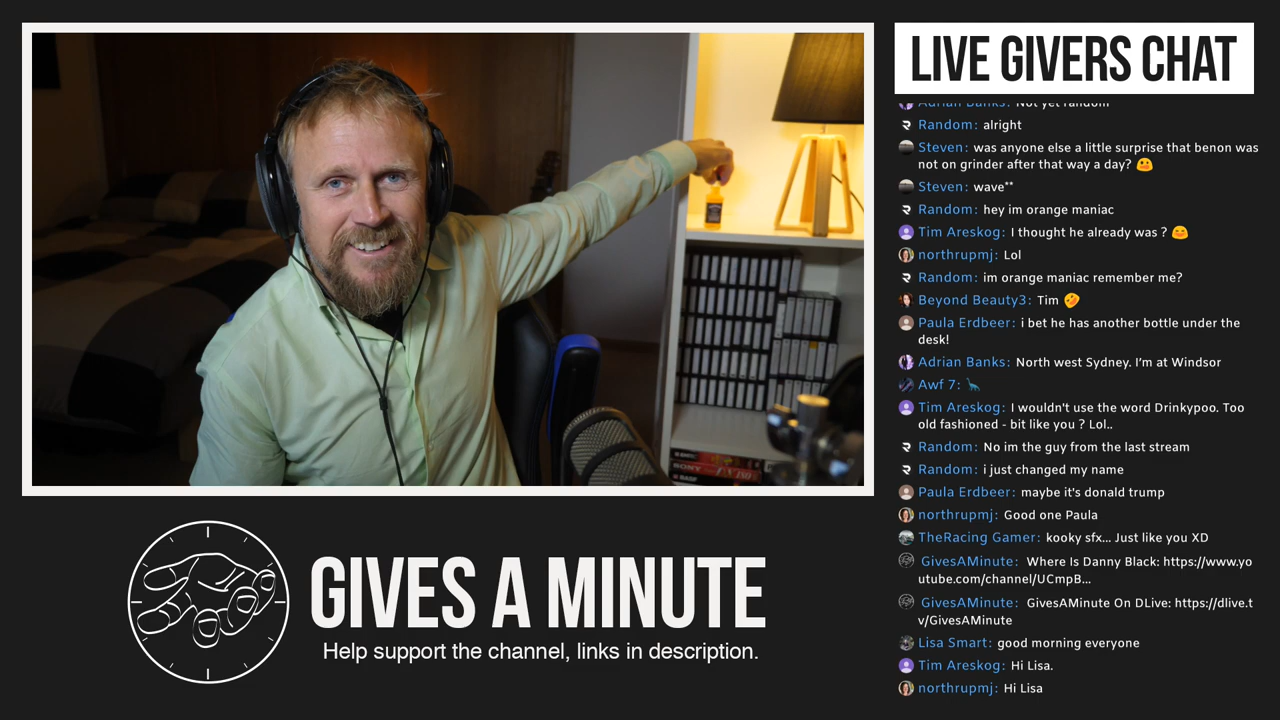 LIVE GIVERS CHAT
Adrian Banks: Not yet random
Random: alright
Steven: was anyone else a little surprise that benon was
not on grinder after that way a day?
Steven: wave**
Random: hey im orange maniac
Tim Areskog: I thought he already was ?
northrupmj: Lol
Random: im orange maniac remember me?
Beyond Beauty3: Tim
Paula Erdbeer: i bet he has another bottle under the
desk!
Adrian Banks: North west Sydney. I'm at Windsor
Awf 7:
Tim Areskog: I wouldn't use the word Drinkypoo. Too
old fashioned - bit like you ? Lol..
Random: No im the guy from the last stream
Random: i just changed my name
Paula Erdbeer: maybe it's donald trump
northrupmj: Good one Paula
TheRacing Gamer: kooky sfx... Just like you XD
GivesAMinute: Where Is Danny Black: https://www.yo
utube.com/channel/UCmpB...
GivesAMinute: GivesAMinute On DLive: https://dlive.t
v/GivesAMinute
Lisa Smart: good morning everyone
Tim Areskog: Hi Lisa.
northrupmj: Hi Lisa
SONY
GIVES A MINUTE
Help support the channel, links in description.